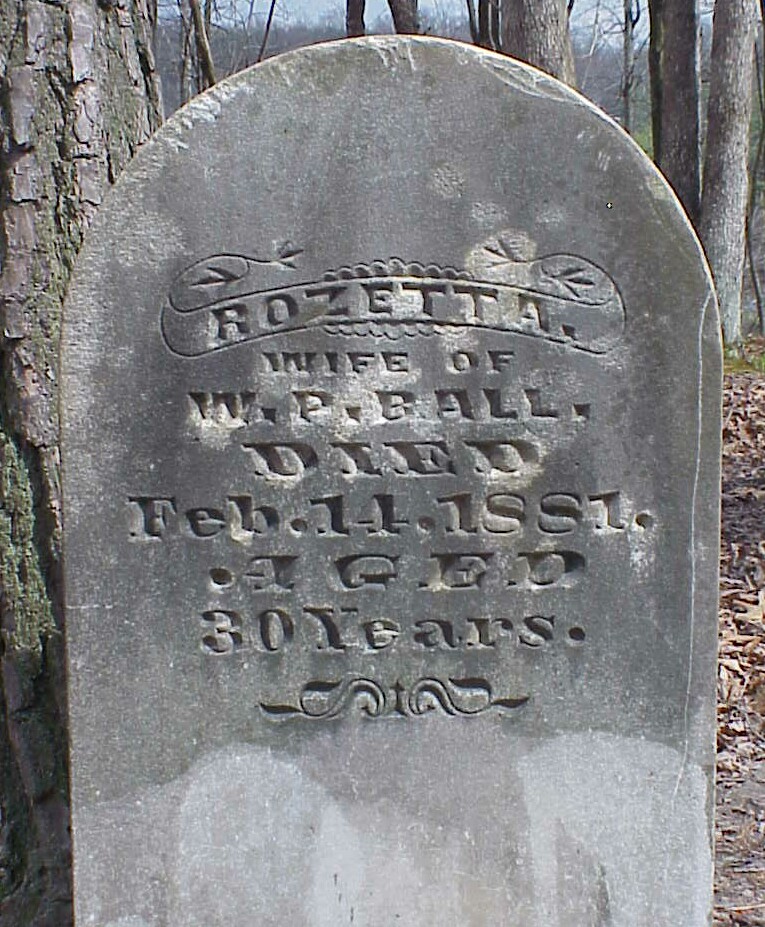 ROZETTA,
WIFE OF
W. P. BALL,
DIED
Feb. 14. 1881.
AGED
30 Years.